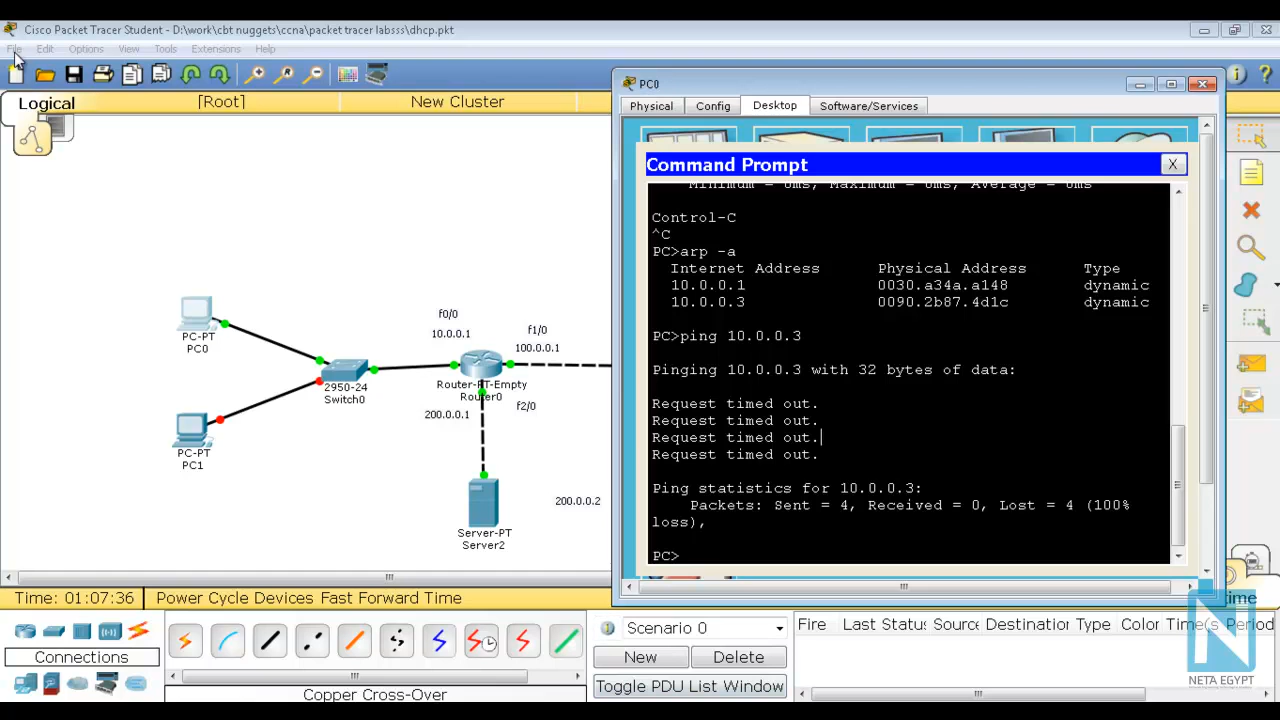 Cisco Packet Tracer Student - D:\work\cbt nuggets\ccna\packet tracer labsss\dhcp.pkt
File Edit Options View Tools Extensions Help
Logical [Root] New Cluster
PC0
Physical Config Desktop Software/Services
Command Prompt
X
Minimum = 0ms, Maximum = 0ms, Average = 0ms
Control-C
^C
PC>arp -a
Internet Address Physical Address Type
10.0.0.1 0030.a34a.a148 dynamic
10.0.0.3 0090.2b87.4d1c dynamic
PC>ping 10.0.0.3
Pinging 10.0.0.3 with 32 bytes of data:
Request timed out.
Request timed out.
Request timed out.
Request timed out.
Ping statistics for 10.0.0.3:
Packets: Sent = 4, Received = 0, Lost = 4 (100%
loss),
PC>
PC-PT
PC0
PC-PT
PC1
2950-24
Switch0
f0/0
10.0.0.1
f1/0
100.0.0.1
Router-PT-Empty
Router0
200.0.0.1
f2/0
200.0.0.2
Server-PT
Server2
Time: 01:07:36 Power Cycle Devices Fast Forward Time
Connections
Copper Cross-Over
Scenario 0
New Delete
Toggle PDU List Window
Fire Last Status Source Destination Type Color Time(s) Period
NETA EGYPT